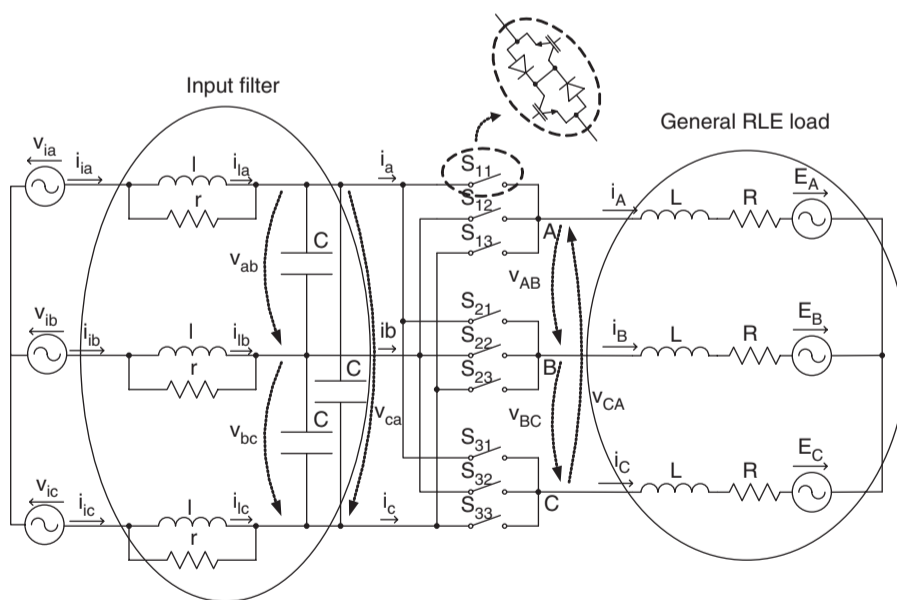 Input filter
General RLE load
v_ia
i_ia
l
r
i_la
i_a
S_11
S_12
S_13
A
i_A
L
R
E_A
v_ab
C
v_AB
v_ib
i_ib
l
r
i_lb
ib
S_21
S_22
S_23
B
i_B
L
R
E_B
C
v_bc
C
v_ca
v_BC
v_CA
v_ic
i_ic
l
r
i_lc
i_c
S_31
S_32
S_33
C
i_C
L
R
E_C